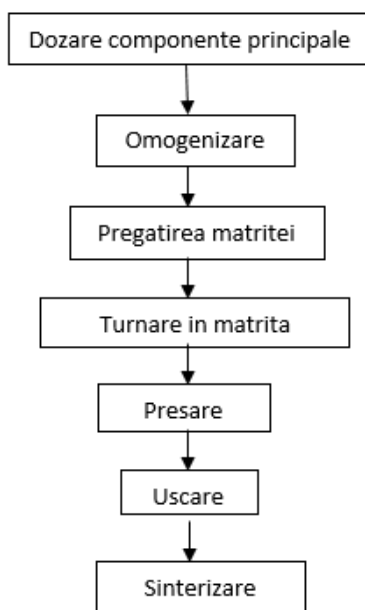 Dozare componente principale
Omogenizare
Pregatirea matritei
Turnare in matrita
Presare
Uscare
Sinterizare